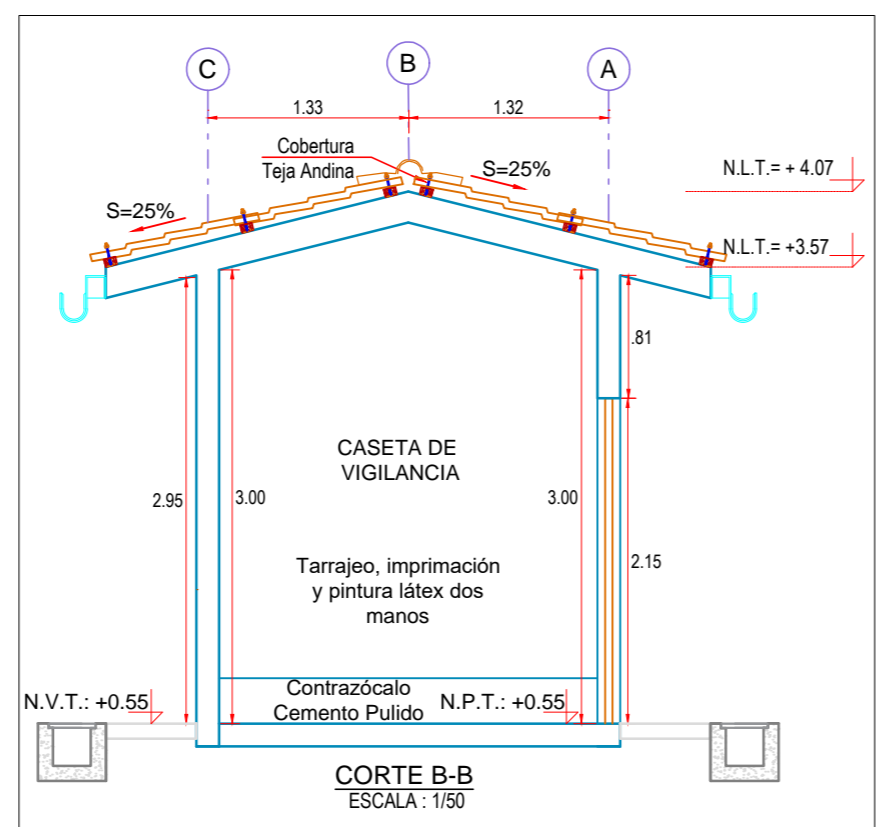 C
B
A
1.33
1.32
Cobertura
Teja Andina
S=25%
S=25%
N.L.T.= + 4.07
N.L.T.= +3.57
.81
CASETA DE
VIGILANCIA
2.95
3.00
3.00
2.15
Tarrajeo, imprimación
y pintura látex dos
manos
Contrazócalo
Cemento Pulido
N.V.T.: +0.55
N.P.T.: +0.55
CORTE B-B
ESCALA : 1/50